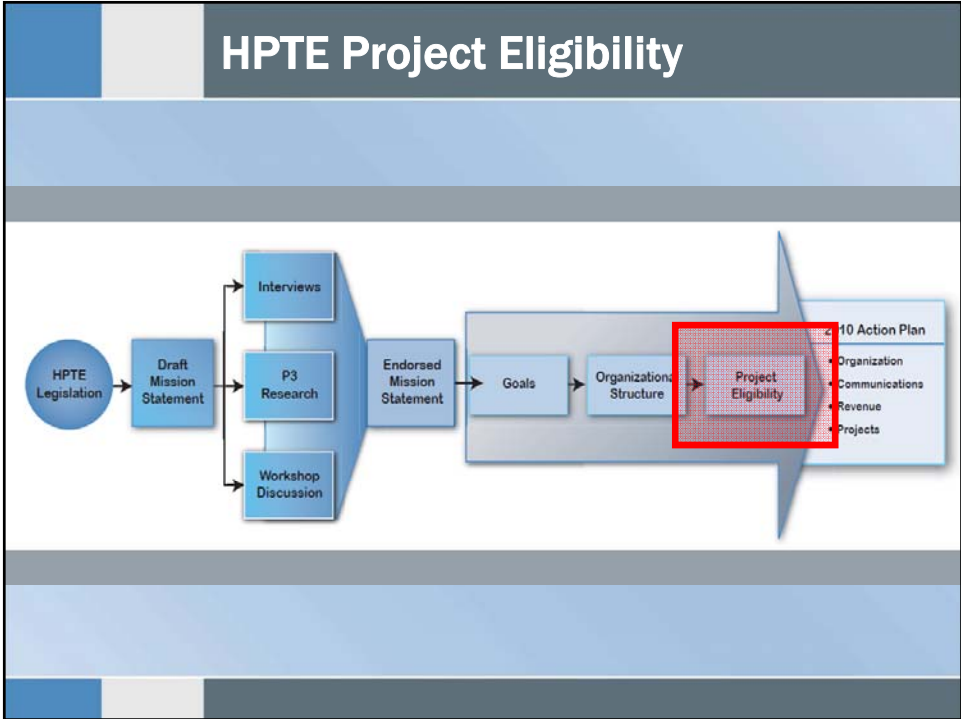 HPTE Project Eligibility
HPTE
Legislation
Draft
Mission
Statement
Interviews
P3
Research
Workshop
Discussion
Endorsed
Mission
Statement
Goals
Organizationa
Structure
Project
Eligibility
2010 Action Plan
• Organization
• Communications
• Revenue
• Projects